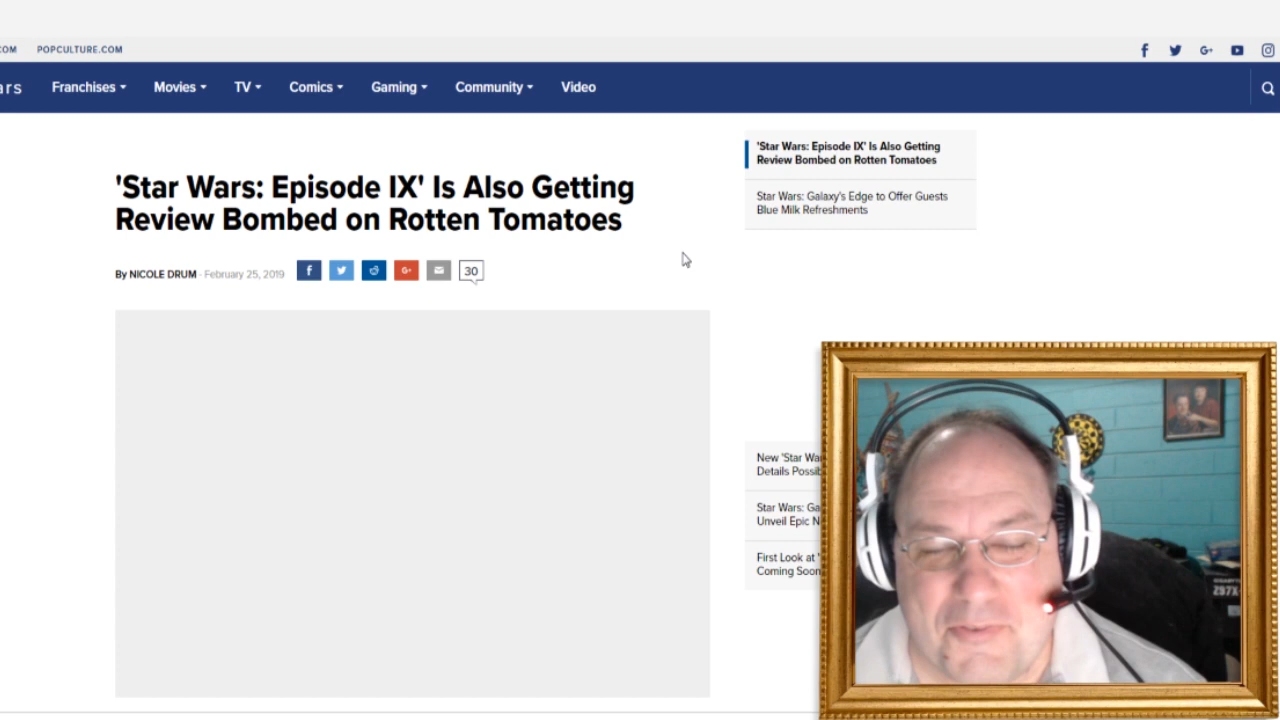 COM POPCULTURE.COM
ars Franchises Movies TV Comics Gaming Community Video
'Star Wars: Episode IX' Is Also Getting
Review Bombed on Rotten Tomatoes
By NICOLE DRUM - February 25, 2019
30
'Star Wars: Episode IX' Is Also Getting
Review Bombed on Rotten Tomatoes
Star Wars: Galaxy's Edge to Offer Guests
Blue Milk Refreshments
New 'Star Wa
Details Possib
Star Wars: Ga
Unveil Epic N
First Look at '
Coming Soon
Z97X